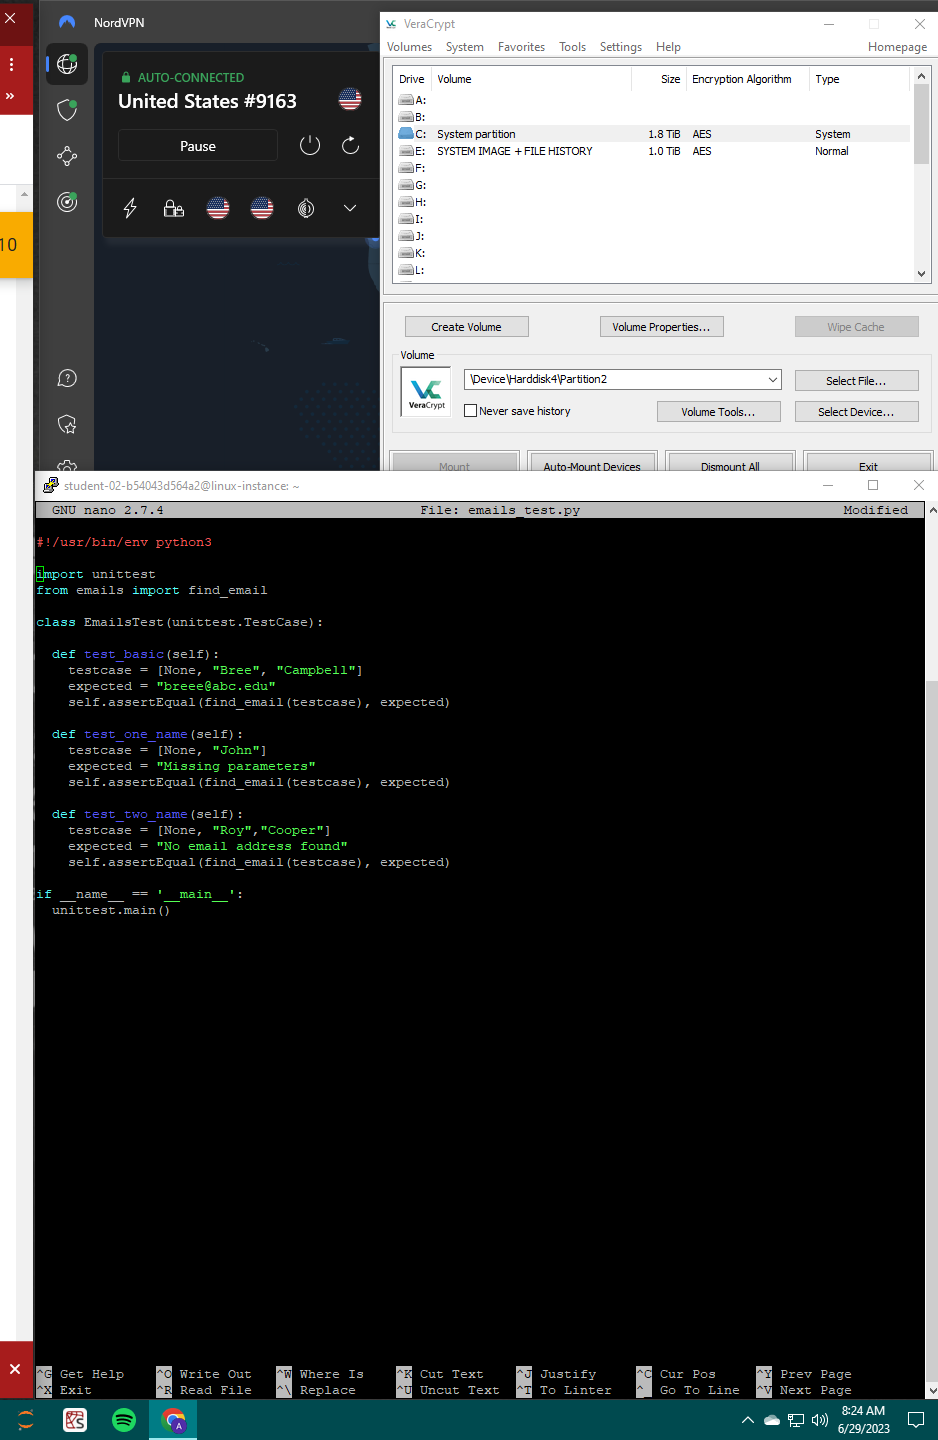 NordVPN
AUTO-CONNECTED
United States #9163
Pause
10
VeraCrypt
Volumes System Favorites Tools Settings Help Homepage
Drive Volume Size Encryption Algorithm Type
A:
B:
C: System partition 1.8 TiB AES System
E: SYSTEM IMAGE + FILE HISTORY 1.0 TiB AES Normal
F:
G:
H:
I:
J:
K:
L:
Create Volume Volume Properties... Wipe Cache
Volume
VeraCrypt
\Device\Harddisk4\Partition2
Select File...
Never save history
Volume Tools... Select Device...
Mount Auto-Mount Devices Dismount All Exit
student-02-b54043d564a2@linux-instance: ~
GNU nano 2.7.4 File: emails_test.py Modified
#!/usr/bin/env python3
import unittest
from emails import find_email
class EmailsTest(unittest.TestCase):
def test_basic(self):
testcase = [None, "Bree", "Campbell"]
expected = "breee@abc.edu"
self.assertEqual(find_email(testcase), expected)
def test_one_name(self):
testcase = [None, "John"]
expected = "Missing parameters"
self.assertEqual(find_email(testcase), expected)
def test_two_name(self):
testcase = [None, "Roy","Cooper"]
expected = "No email address found"
self.assertEqual(find_email(testcase), expected)
if __name__ == '__main__':
unittest.main()
^G Get Help ^O Write Out ^W Where Is ^K Cut Text ^J Justify ^C Cur Pos ^Y Prev Page
^X Exit ^R Read File ^\ Replace ^U Uncut Text ^T To Linter ^_ Go To Line ^V Next Page
8:24 AM
6/29/2023